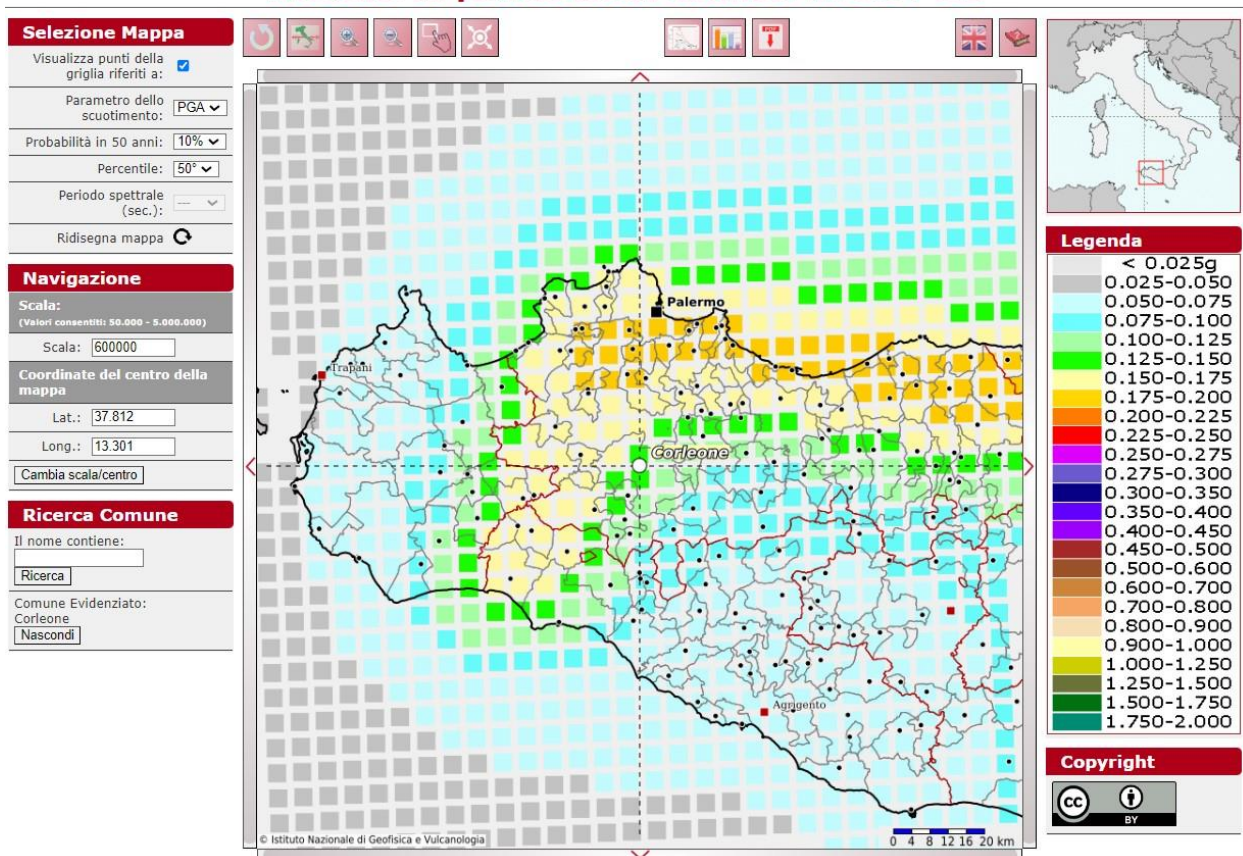 Selezione Mappa
Visualizza punti della
griglia riferiti a:
Parametro dello
scuotimento:
PGA
Probabilità in 50 anni:
10%
Percentile:
50°
Periodo spettrale
(sec.):
---
Ridisegna mappa
Navigazione
Scala:
(Valori consentiti: 50.000 - 5.000.000)
Scala: 600000
Coordinate del centro della
mappa
Lat.: 37.812
Long.: 13.301
Cambia scala/centro
Ricerca Comune
Il nome contiene:
Ricerca
Comune Evidenziato:
Corleone
Nascondi
PDF
Palermo
Trapani
Corleone
Agrigento
© Istituto Nazionale di Geofisica e Vulcanologia
0 4 8 12 16 20 km
Legenda
< 0.025g
0.025-0.050
0.050-0.075
0.075-0.100
0.100-0.125
0.125-0.150
0.150-0.175
0.175-0.200
0.200-0.225
0.225-0.250
0.250-0.275
0.275-0.300
0.300-0.350
0.350-0.400
0.400-0.450
0.450-0.500
0.500-0.600
0.600-0.700
0.700-0.800
0.800-0.900
0.900-1.000
1.000-1.250
1.250-1.500
1.500-1.750
1.750-2.000
Copyright
cc
BY